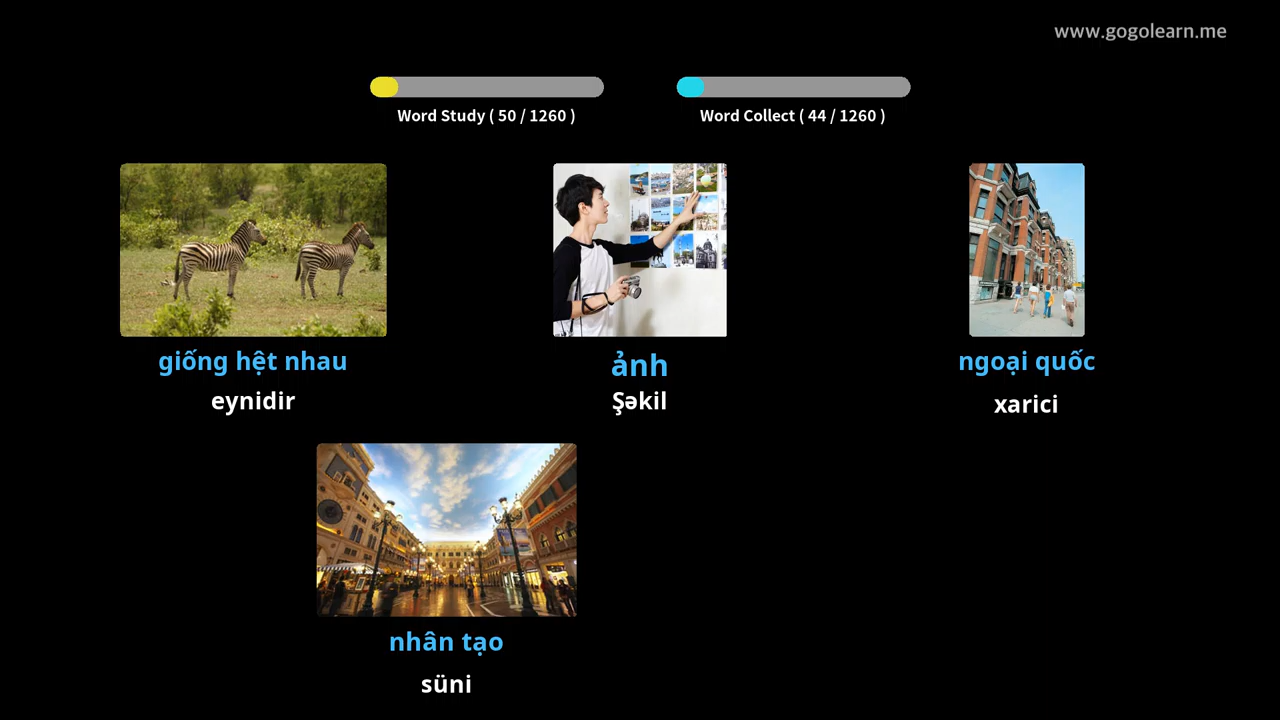 www.gogolearn.me
Word Study ( 50 / 1260 )
Word Collect ( 44 / 1260 )
giống hệt nhau
eynidir
ảnh
Şəkil
ngoại quốc
xarici
nhân tạo
süni